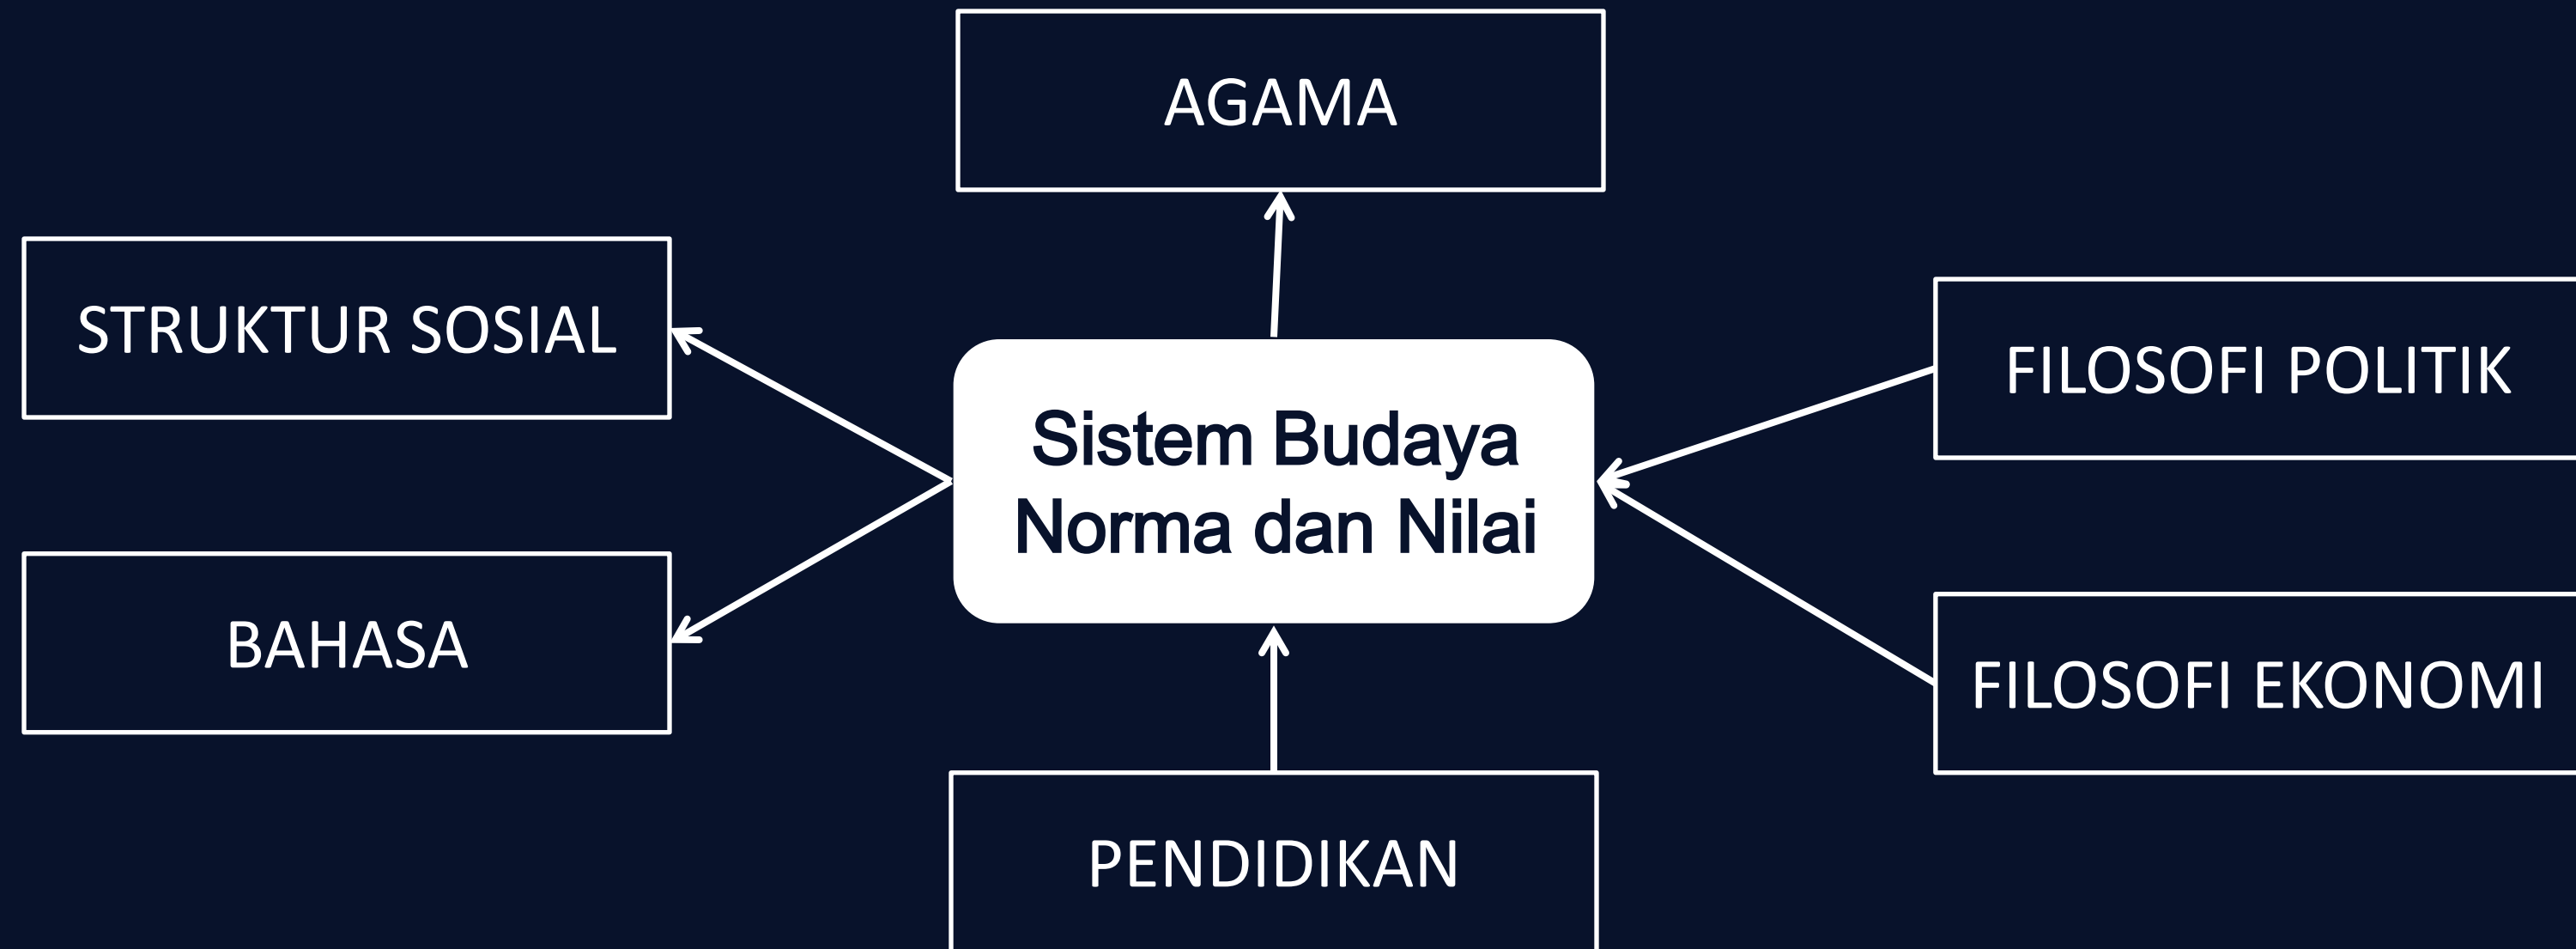 AGAMA
STRUKTUR SOSIAL
FILOSOFI POLITIK
Sistem Budaya
Norma dan Nilai
BAHASA
FILOSOFI EKONOMI
PENDIDIKAN